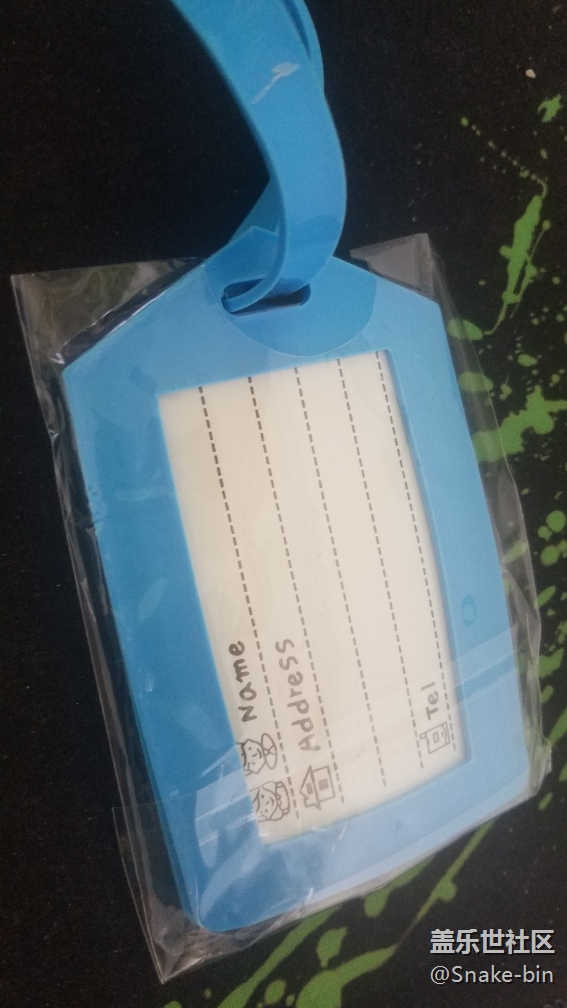 Name
Address
Tel
盖乐世社区
@Snake-bin